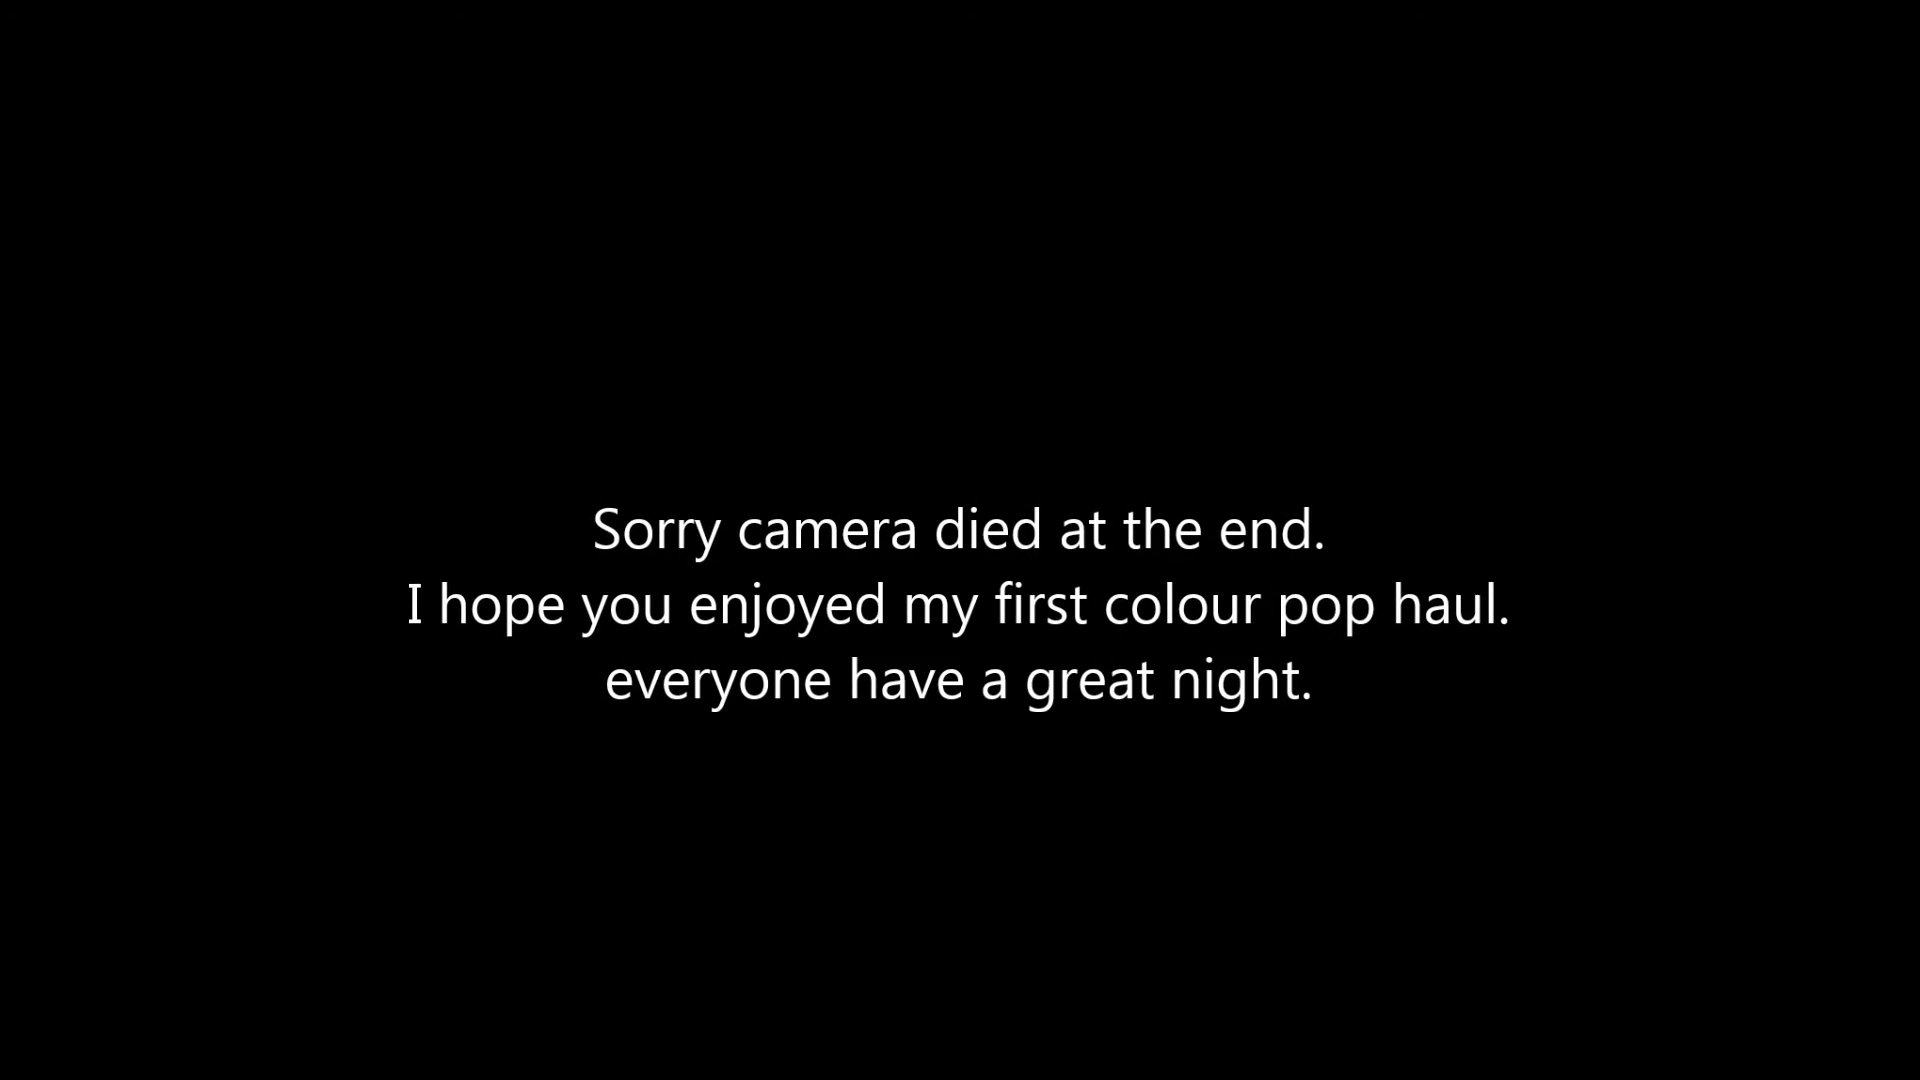 Sorry camera died at the end.
I hope you enjoyed my first colour pop haul.
everyone have a great night.